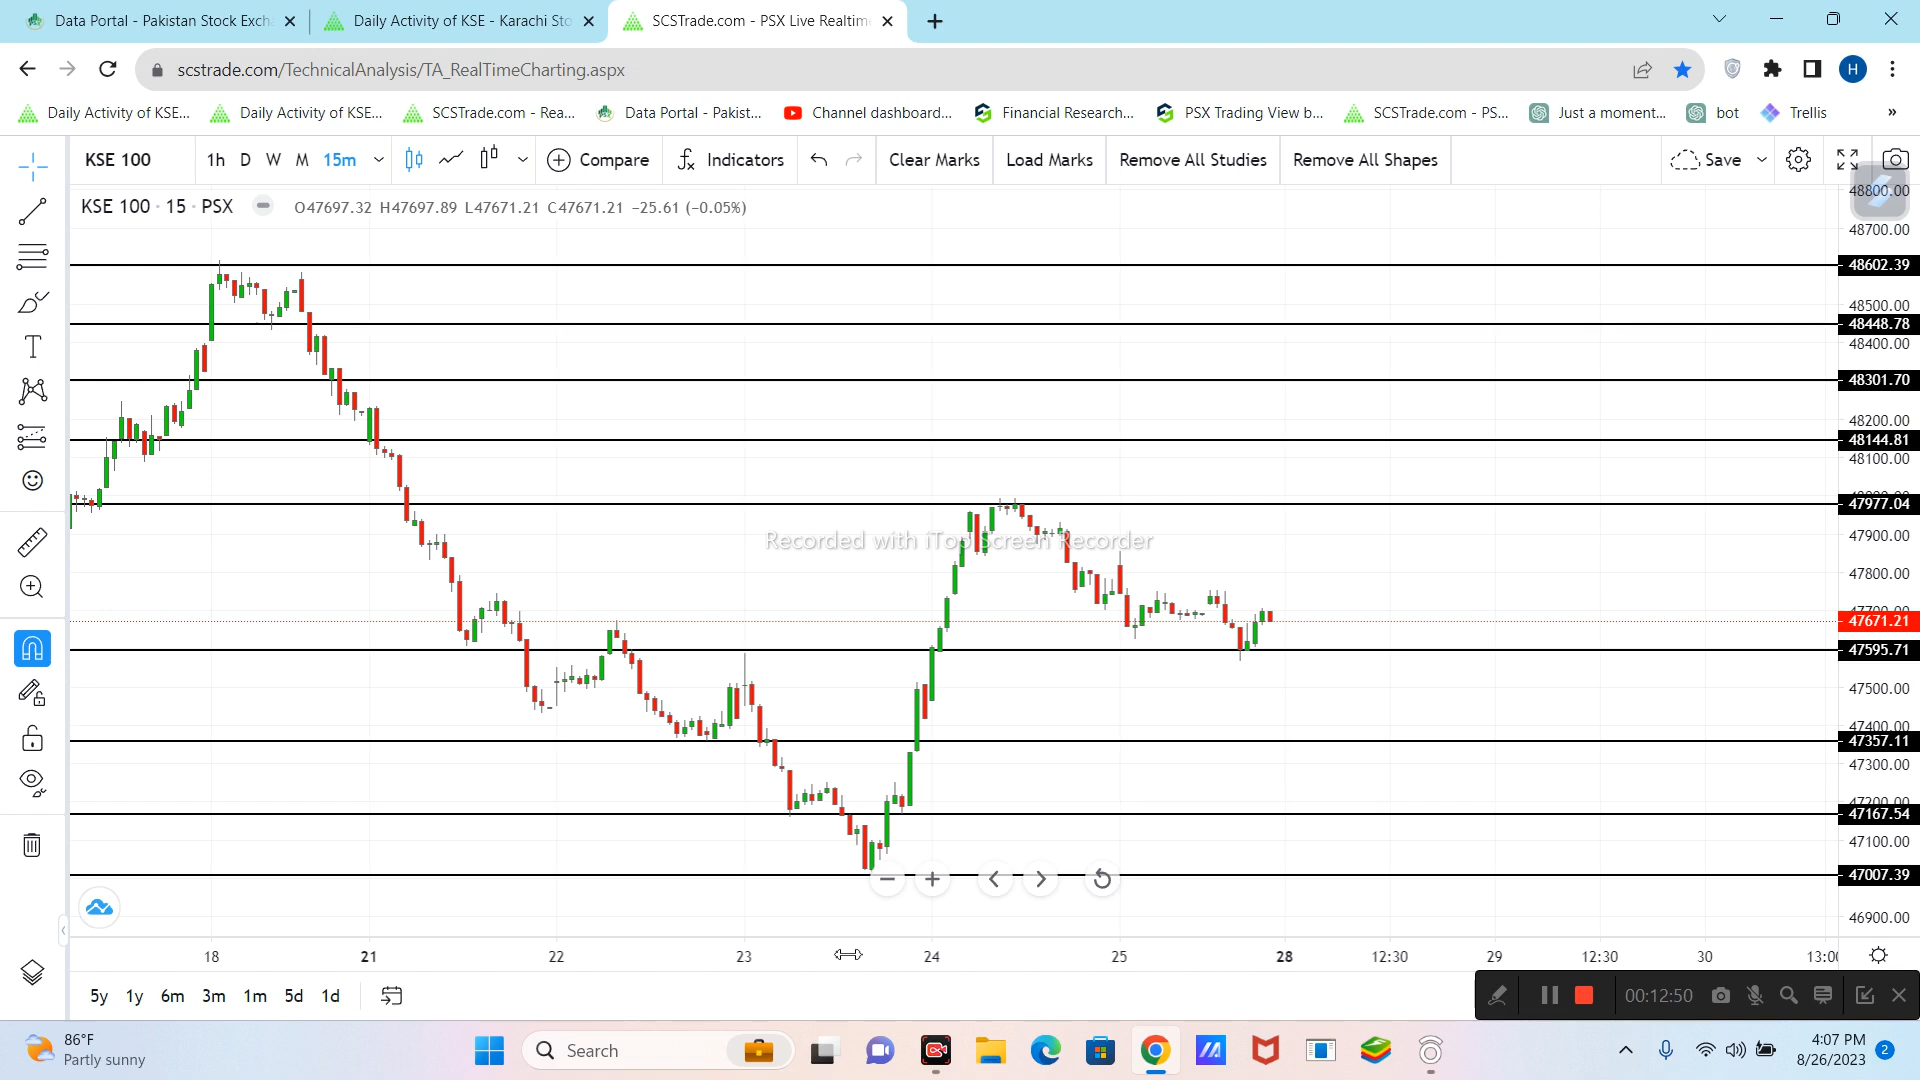 Data Portal - Pakistan Stock Exch
Daily Activity of KSE - Karachi Sto
SCSTrade.com - PSX Live Realtim
scstrade.com/TechnicalAnalysis/TA_RealTimeCharting.aspx
H
Daily Activity of KSE...
Daily Activity of KSE...
SCSTrade.com - Rea...
Data Portal - Pakist...
Channel dashboard...
Financial Research...
PSX Trading View b...
SCSTrade.com - PS...
Just a moment...
bot
Trellis
»
KSE 100
1h D W M 15m
Compare
Indicators
Clear Marks
Load Marks
Remove All Studies
Remove All Shapes
Save
KSE 100 · 15 · PSX
O47697.32 H47697.89 L47671.21 C47671.21 −25.61 (−0.05%)
48800.00
48700.00
48602.39
48500.00
48448.78
48400.00
48301.70
48200.00
48144.81
48100.00
47977.04
47900.00
Recorded with iTop Screen Recorder
47800.00
47700.00
47671.21
47595.71
47500.00
47400.00
47357.11
47300.00
47200.00
47167.54
47100.00
47007.39
46900.00
18 21 22 23 24 25 28 12:30 29 12:30 30 13:00
5y 1y 6m 3m 1m 5d 1d
00:12:50
86°F
Partly sunny
Search
4:07 PM
8/26/2023
2